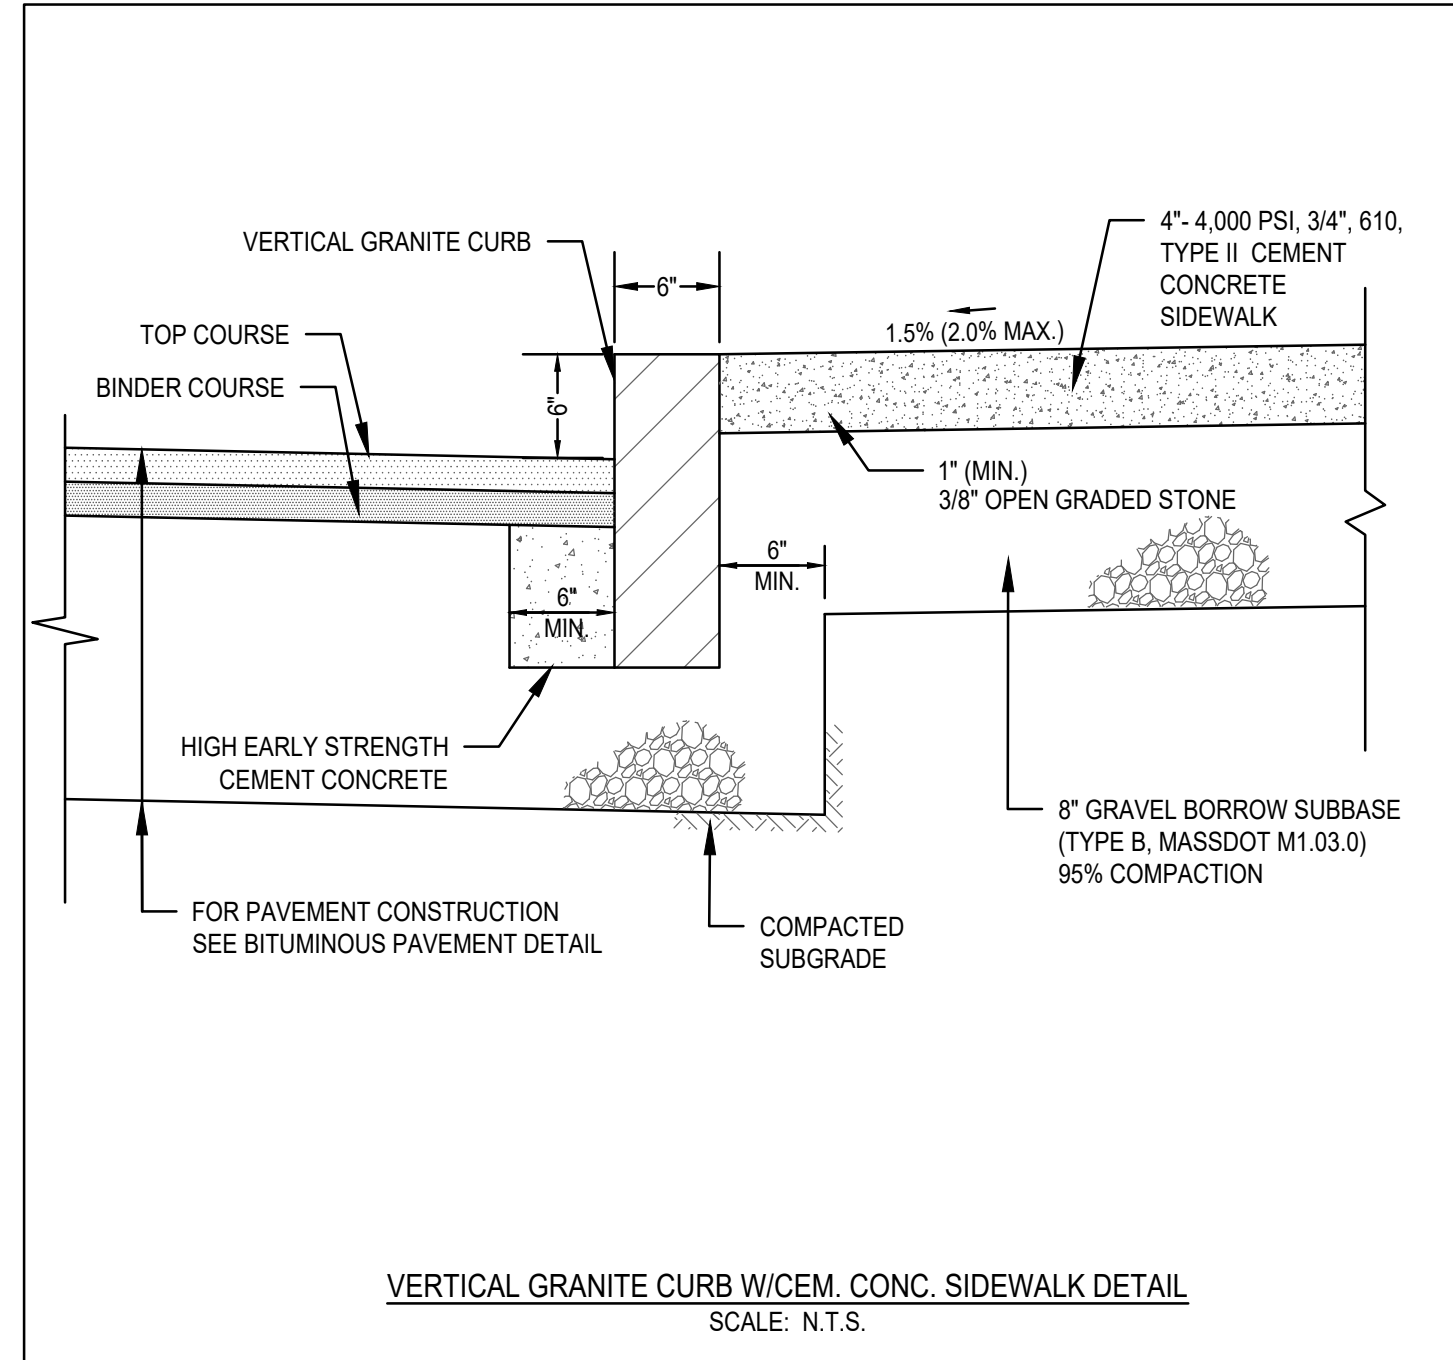 VERTICAL GRANITE CURB
TOP COURSE
BINDER COURSE
6"
6"
1.5% (2.0% MAX.)
4"- 4,000 PSI, 3/4", 610,
TYPE II CEMENT
CONCRETE
SIDEWALK
1" (MIN.)
3/8" OPEN GRADED STONE
6"
MIN.
6"
MIN.
HIGH EARLY STRENGTH
CEMENT CONCRETE
8" GRAVEL BORROW SUBBASE
(TYPE B, MASSDOT M1.03.0)
95% COMPACTION
FOR PAVEMENT CONSTRUCTION
SEE BITUMINOUS PAVEMENT DETAIL
COMPACTED
SUBGRADE
VERTICAL GRANITE CURB W/CEM. CONC. SIDEWALK DETAIL
SCALE: N.T.S.